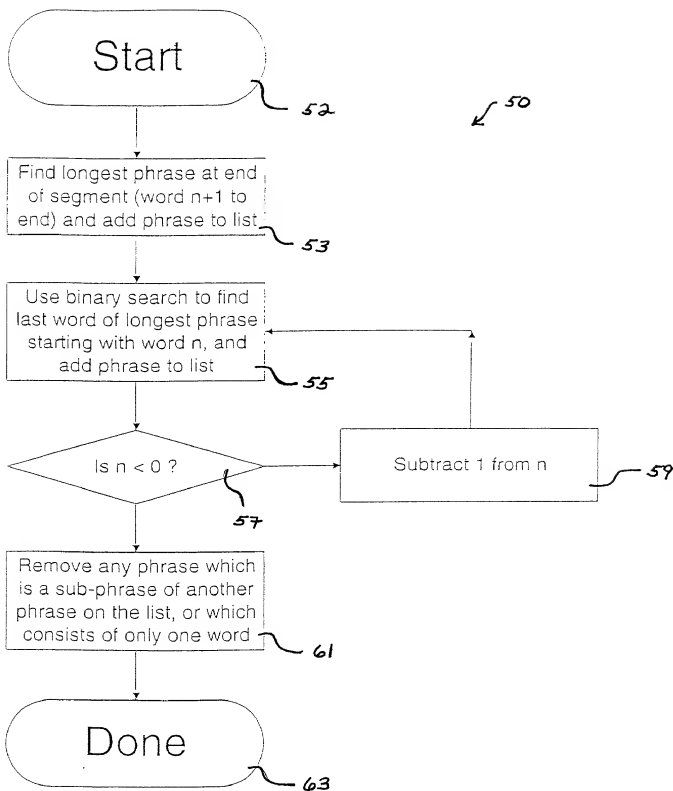 Start
52
50
Find longest phrase at end
of segment (word n+1 to
end) and add phrase to list
53
Use binary search to find
last word of longest phrase
starting with word n, and
add phrase to list
55
Is n < 0 ?
57
Subtract 1 from n
59
Remove any phrase which
is a sub-phrase of another
phrase on the list, or which
consists of only one word
61
Done
63